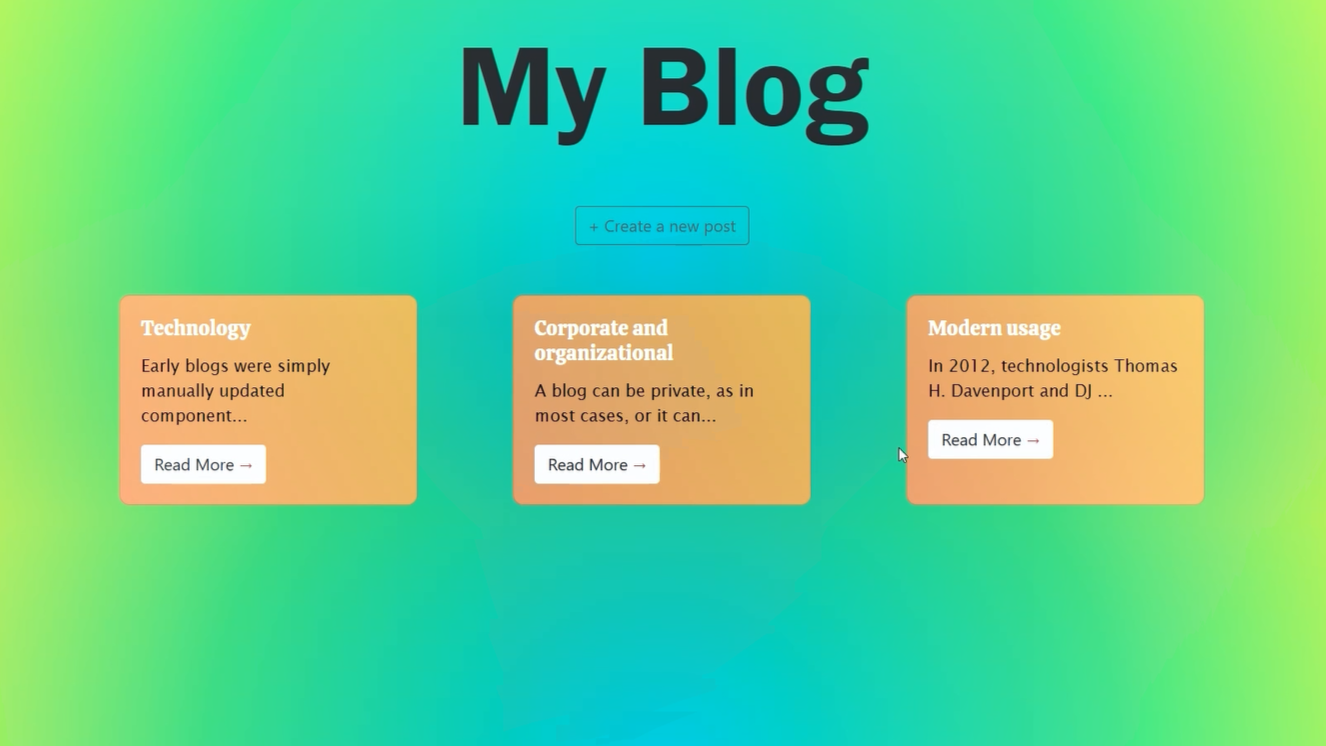 My Blog
+ Create a new post
Technology
Early blogs were simply
manually updated
component...
Read More →
Corporate and
organizational
A blog can be private, as in
most cases, or it can...
Read More →
Modern usage
In 2012, technologists Thomas
H. Davenport and DJ ...
Read More →